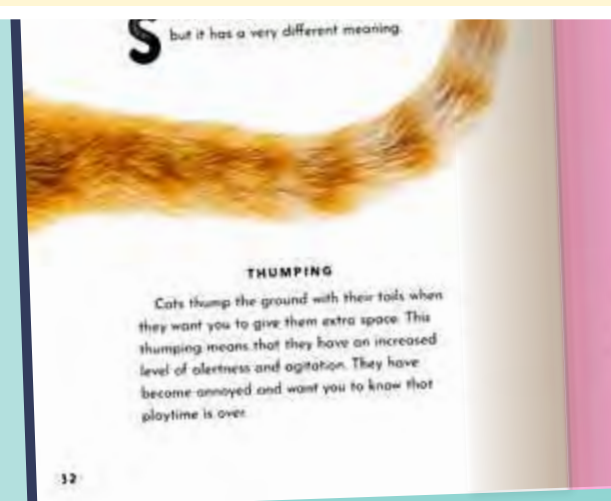 S but it has a very different meaning.
THUMPING
Cats thump the ground with their tails when
they want you to give them extra space. This
thumping means that they have an increased
level of alertness and agitation. They have
become annoyed and want you to know that
playtime is over.
32